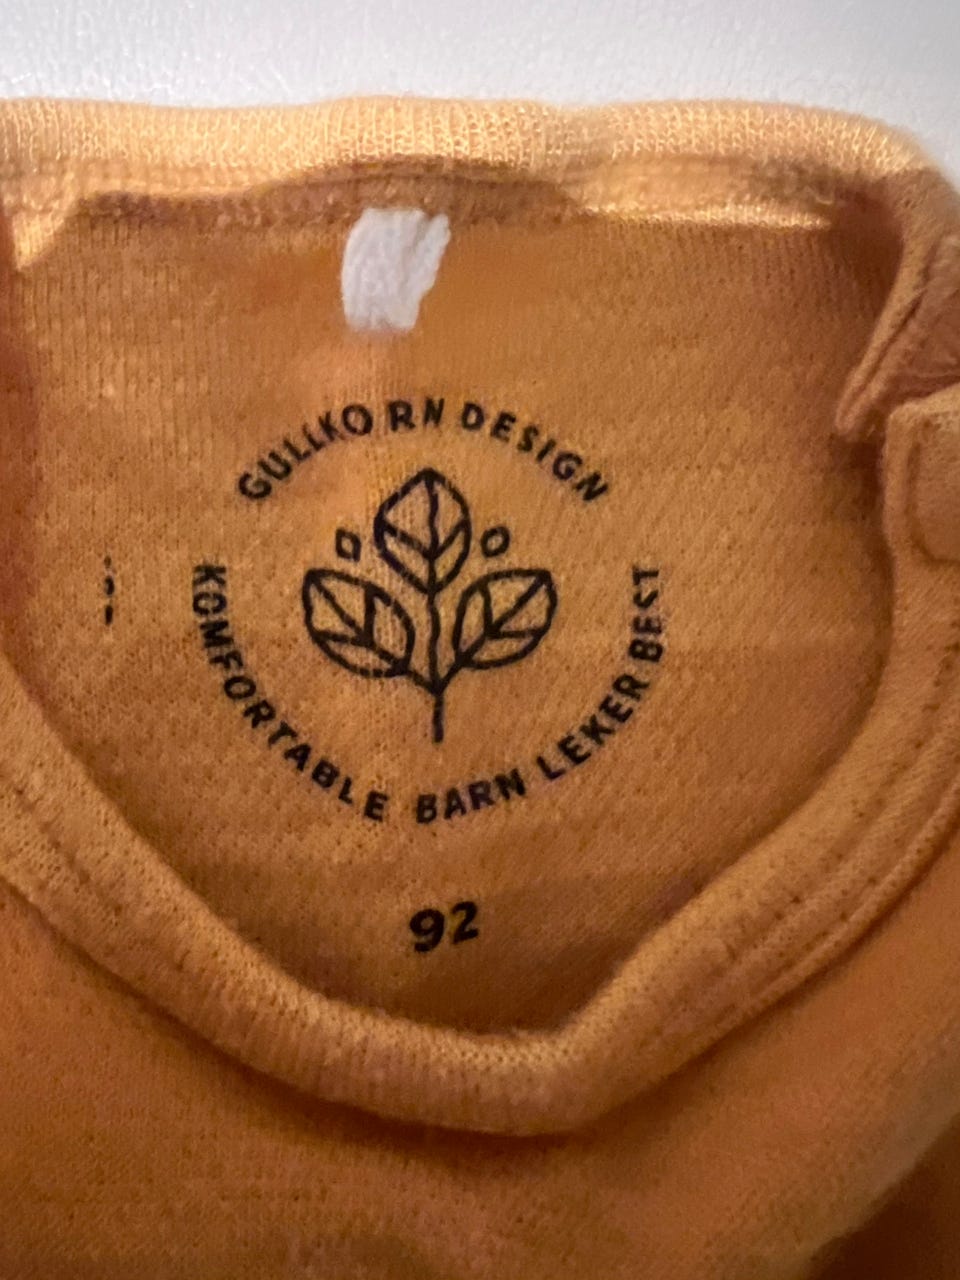 GULLKORN DESIGN
KOMFORTABLE BARN LEKER BEST
92